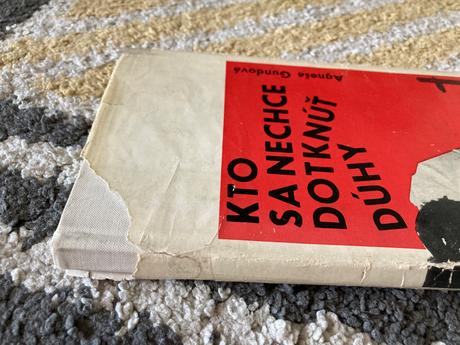 Agneša Gundová
KTO
SA NECHCE
DOTKNÚŤ
DÚHY